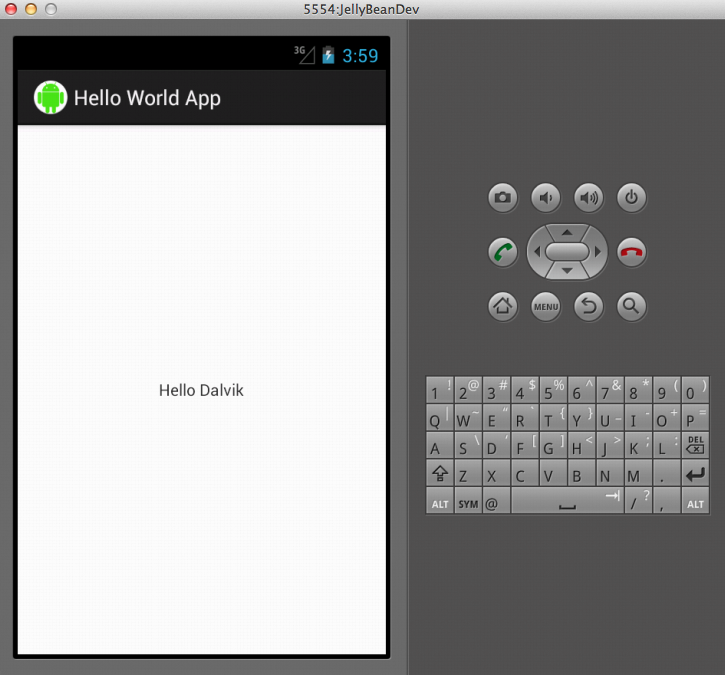 5554:JellyBeanDev
3G 3:59
Hello World App
Hello Dalvik
MENU
1 ! 2 @ 3 # 4 $ 5 % 6 ^ 7 & 8 * 9 ( 0 )
Q | W ~ E " R ` T { Y } U _ I - O + P =
A S \ D ' F [ G ] H < J > K ; L : DEL
Z X C V B N M .
ALT SYM @ / ? , ALT